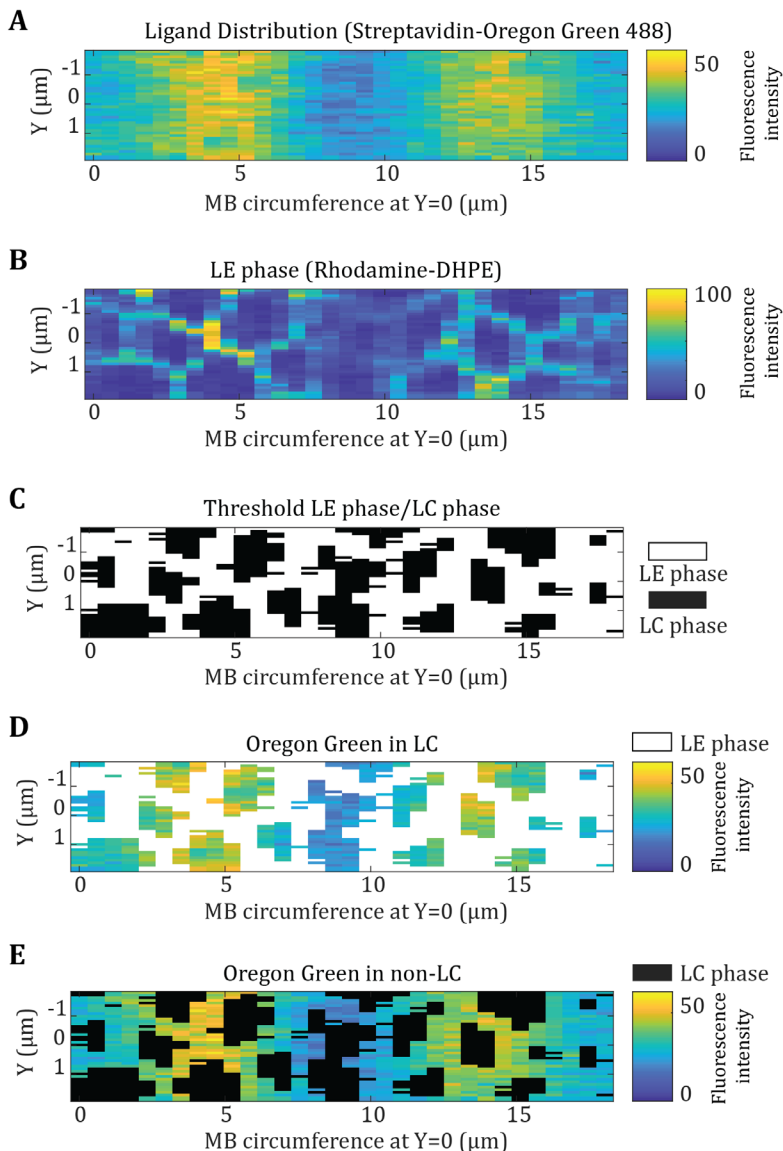 A
Ligand Distribution (Streptavidin-Oregon Green 488)
Y (μm)
-1
0
1
0 5 10 15
MB circumference at Y=0 (μm)
50
0
Fluorescence
intensity
B
LE phase (Rhodamine-DHPE)
Y (μm)
-1
0
1
0 5 10 15
MB circumference at Y=0 (μm)
100
0
Fluorescence
intensity
C
Threshold LE phase/LC phase
Y (μm)
-1
0
1
0 5 10 15
MB circumference at Y=0 (μm)
LE phase
LC phase
D
Oregon Green in LC
Y (μm)
-1
0
1
0 5 10 15
MB circumference at Y=0 (μm)
LE phase
50
0
Fluorescence
intensity
E
Oregon Green in non-LC
Y (μm)
-1
0
1
0 5 10 15
MB circumference at Y=0 (μm)
LC phase
50
0
Fluorescence
intensity